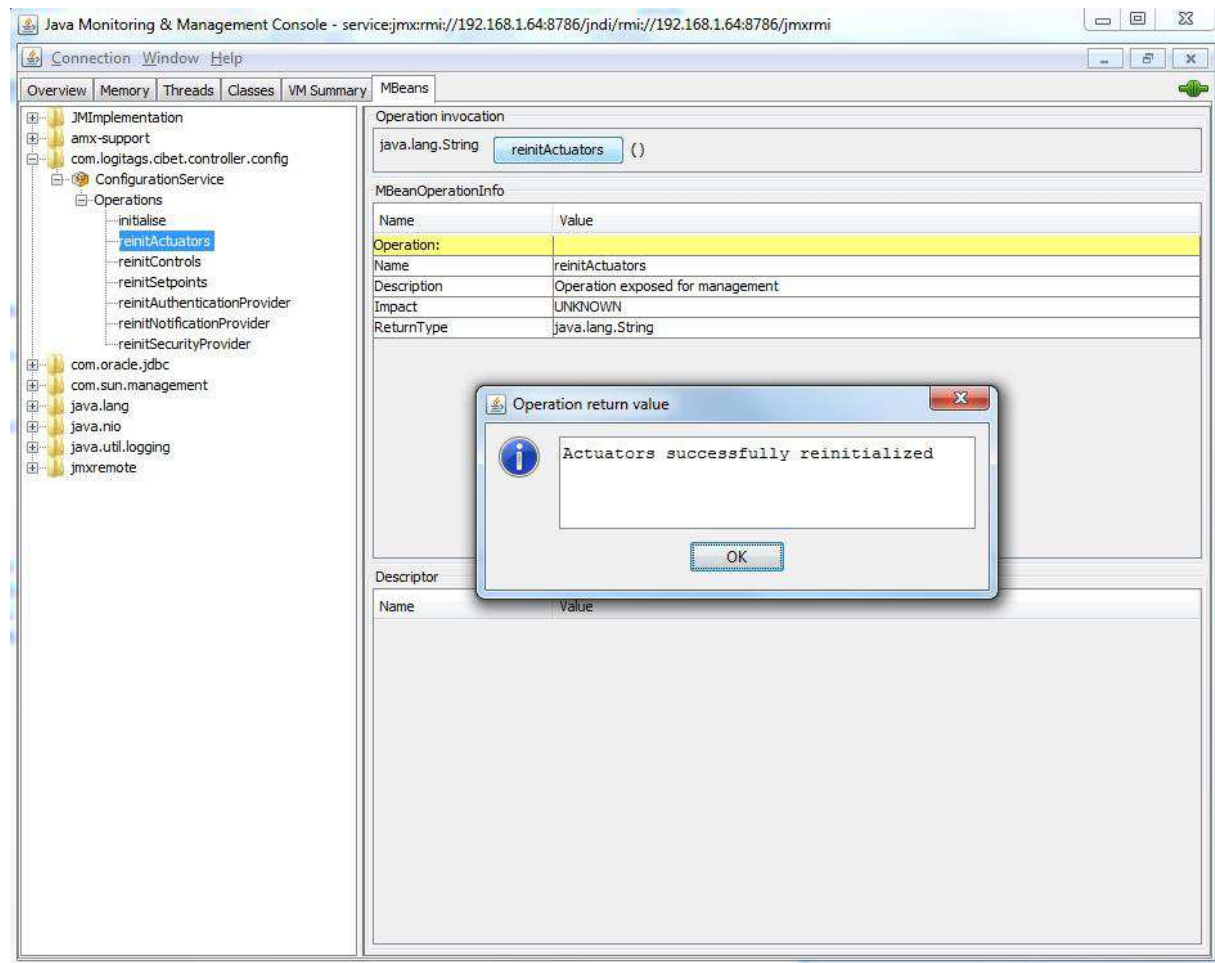 Java Monitoring & Management Console - service:jmx:rmi://192.168.1.64:8786/jndi/rmi://192.168.1.64:8786/jmxrmi
Connection Window Help
Overview Memory Threads Classes VM Summary MBeans
JMImplementation
amx-support
com.logitags.cibet.controller.config
ConfigurationService
Operations
initialise
reinitActuators
reinitControls
reinitSetpoints
reinitAuthenticationProvider
reinitNotificationProvider
reinitSecurityProvider
com.oracle.jdbc
com.sun.management
java.lang
java.nio
java.util.logging
jmxremote
Operation invocation
java.lang.String reinitActuators ()
MBeanOperationInfo
Name Value
Operation:
Name reinitActuators
Description Operation exposed for management
Impact UNKNOWN
ReturnType java.lang.String
Operation return value
Actuators successfully reinitialized
OK
Descriptor
Name Value